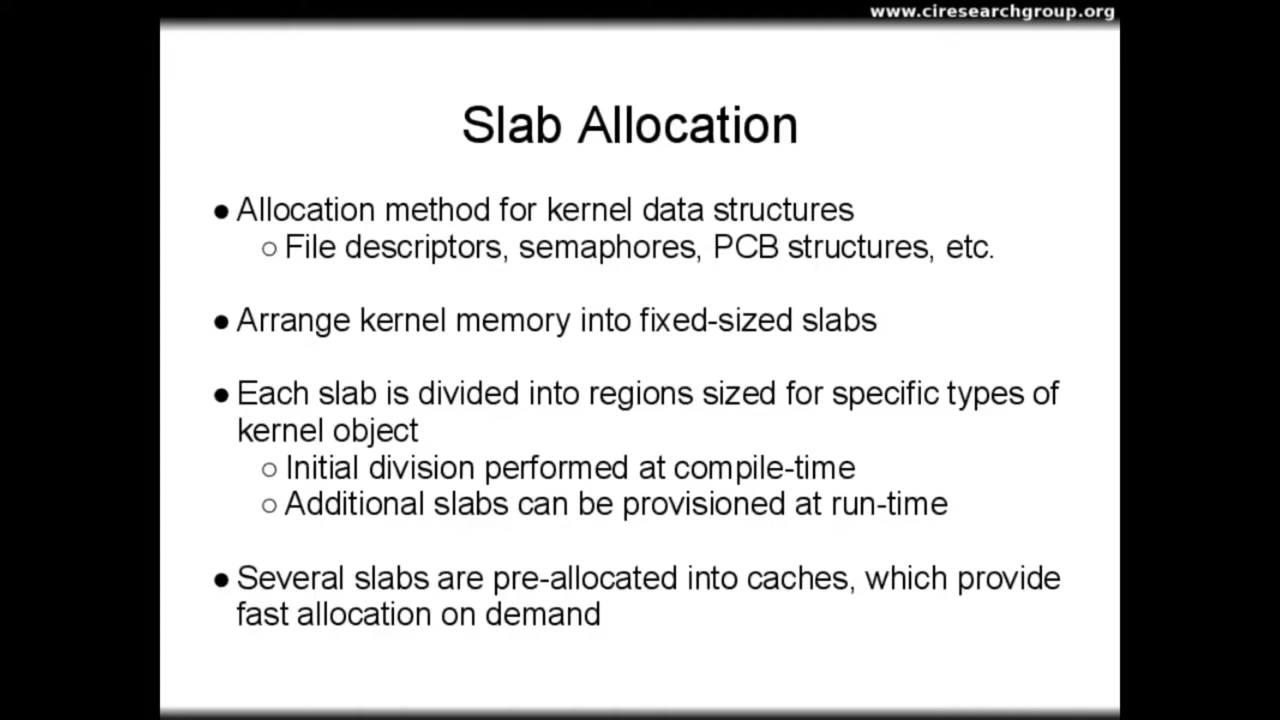 www.ciresearchgroup.org
Slab Allocation
● Allocation method for kernel data structures
○ File descriptors, semaphores, PCB structures, etc.
● Arrange kernel memory into fixed-sized slabs
● Each slab is divided into regions sized for specific types of
kernel object
○ Initial division performed at compile-time
○ Additional slabs can be provisioned at run-time
● Several slabs are pre-allocated into caches, which provide
fast allocation on demand